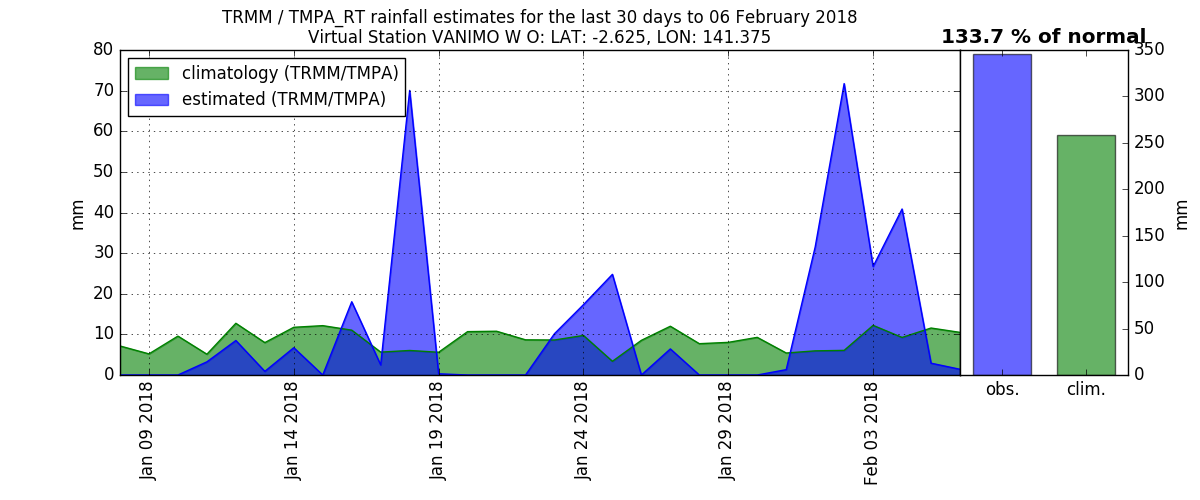 TRMM / TMPA_RT rainfall estimates for the last 30 days to 06 February 2018
Virtual Station VANIMO W O: LAT: -2.625, LON: 141.375
133.7 % of normal
climatology (TRMM/TMPA)
estimated (TRMM/TMPA)
mm
80
70
60
50
40
30
20
10
0
Jan 09 2018
Jan 14 2018
Jan 19 2018
Jan 24 2018
Jan 29 2018
Feb 03 2018
obs.
clim.
350
300
250
200
150
100
50
0
mm